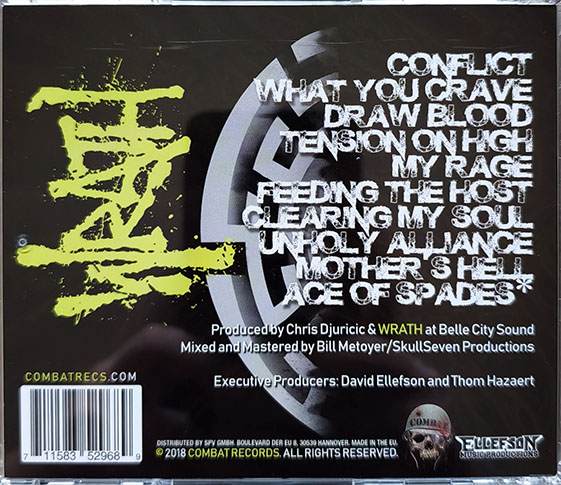 WRATH
CONFLICT
WHAT YOU CRAVE
DRAW BLOOD
TENSION ON HIGH
MY RAGE
FEEDING THE HOST
CLEARING MY SOUL
UNHOLY ALLIANCE
MOTHER S HELL
ACE OF SPADES*
Produced by Chris Djuricic & WRATH at Belle City Sound
Mixed and Mastered by Bill Metoyer/SkullSeven Productions
Executive Producers: David Ellefson and Thom Hazaert
COMBATRECS.COM
7 11583 52968 9
DISTRIBUTED BY SPV GMBH. BOULEVARD DER EU 8, 30539 HANNOVER. MADE IN THE EU.
© 2018 COMBAT RECORDS. ALL RIGHTS RESERVED.
COMBAT
ELLEFSON
MUSIC PRODUCTIONS